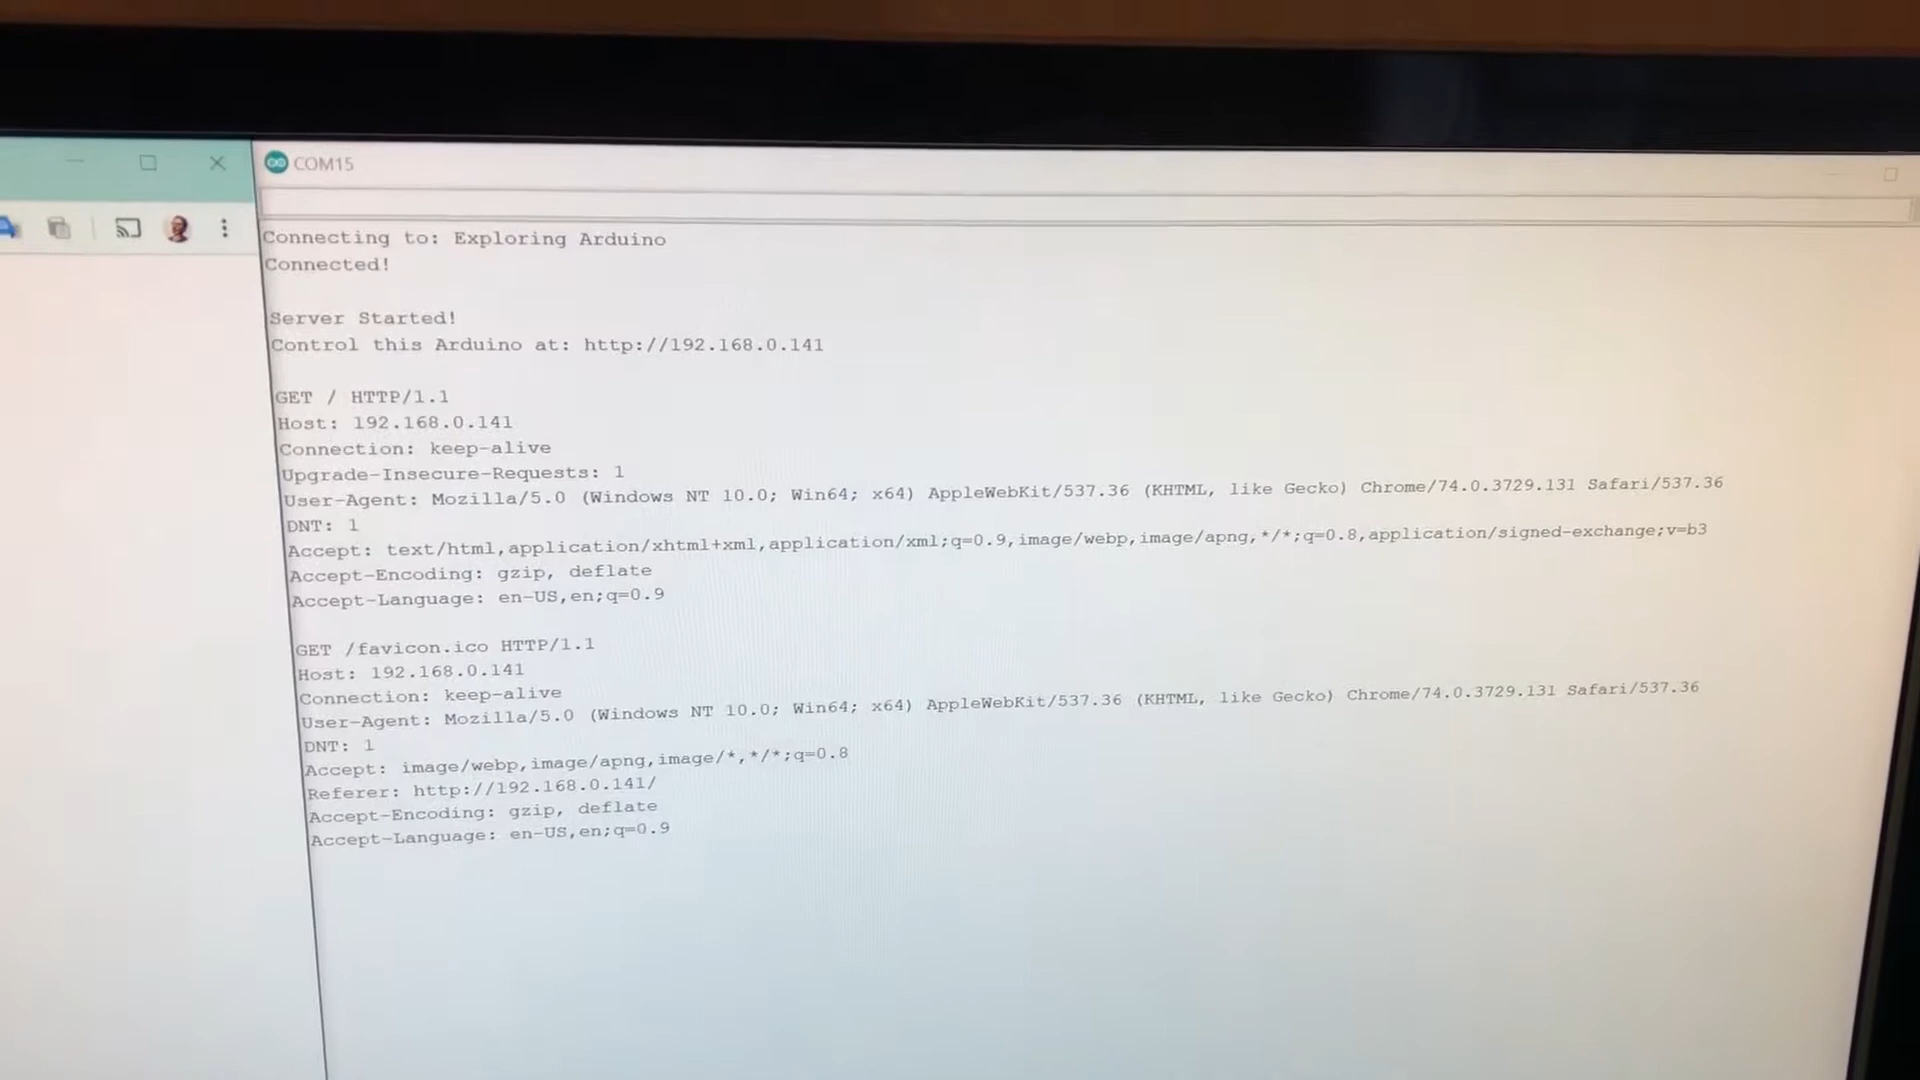 COM15
Connecting to: Exploring Arduino
Connected!
Server Started!
Control this Arduino at: http://192.168.0.141
GET / HTTP/1.1
Host: 192.168.0.141
Connection: keep-alive
Upgrade-Insecure-Requests: 1
User-Agent: Mozilla/5.0 (Windows NT 10.0; Win64; x64) AppleWebKit/537.36 (KHTML, like Gecko) Chrome/74.0.3729.131 Safari/537.36
DNT: 1
Accept: text/html,application/xhtml+xml,application/xml;q=0.9,image/webp,image/apng,*/*;q=0.8,application/signed-exchange;v=b3
Accept-Encoding: gzip, deflate
Accept-Language: en-US,en;q=0.9
GET /favicon.ico HTTP/1.1
Host: 192.168.0.141
Connection: keep-alive
User-Agent: Mozilla/5.0 (Windows NT 10.0; Win64; x64) AppleWebKit/537.36 (KHTML, like Gecko) Chrome/74.0.3729.131 Safari/537.36
DNT: 1
Accept: image/webp,image/apng,image/*,*/*;q=0.8
Referer: http://192.168.0.141/
Accept-Encoding: gzip, deflate
Accept-Language: en-US,en;q=0.9